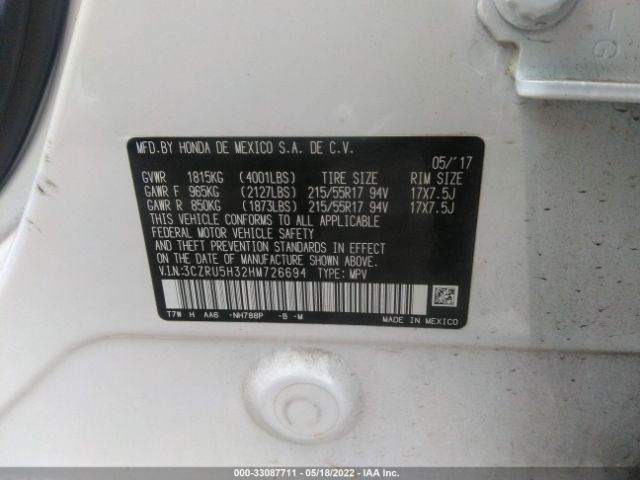 G
MFD.BY HONDA DE MEXICO S.A. DE C.V.
05/'17
GVWR 1815KG (4001LBS) TIRE SIZE RIM SIZE
GAWR F 965KG (2127LBS) 215/55R17 94V 17X7.5J
GAWR R 850KG (1873LBS) 215/55R17 94V 17X7.5J
THIS VEHICLE CONFORMS TO ALL APPLICABLE
FEDERAL MOTOR VEHICLE SAFETY
AND THEFT PREVENTION STANDARDS IN EFFECT
ON THE DATE OF MANUFACTURE SHOWN ABOVE.
V.I.N:3CZRU5H32HM726694 TYPE: MPV
T7W H AA6 -NH788P -B -M MADE IN MEXICO
000-33087711 — 05/18/2022 — IAA Inc.